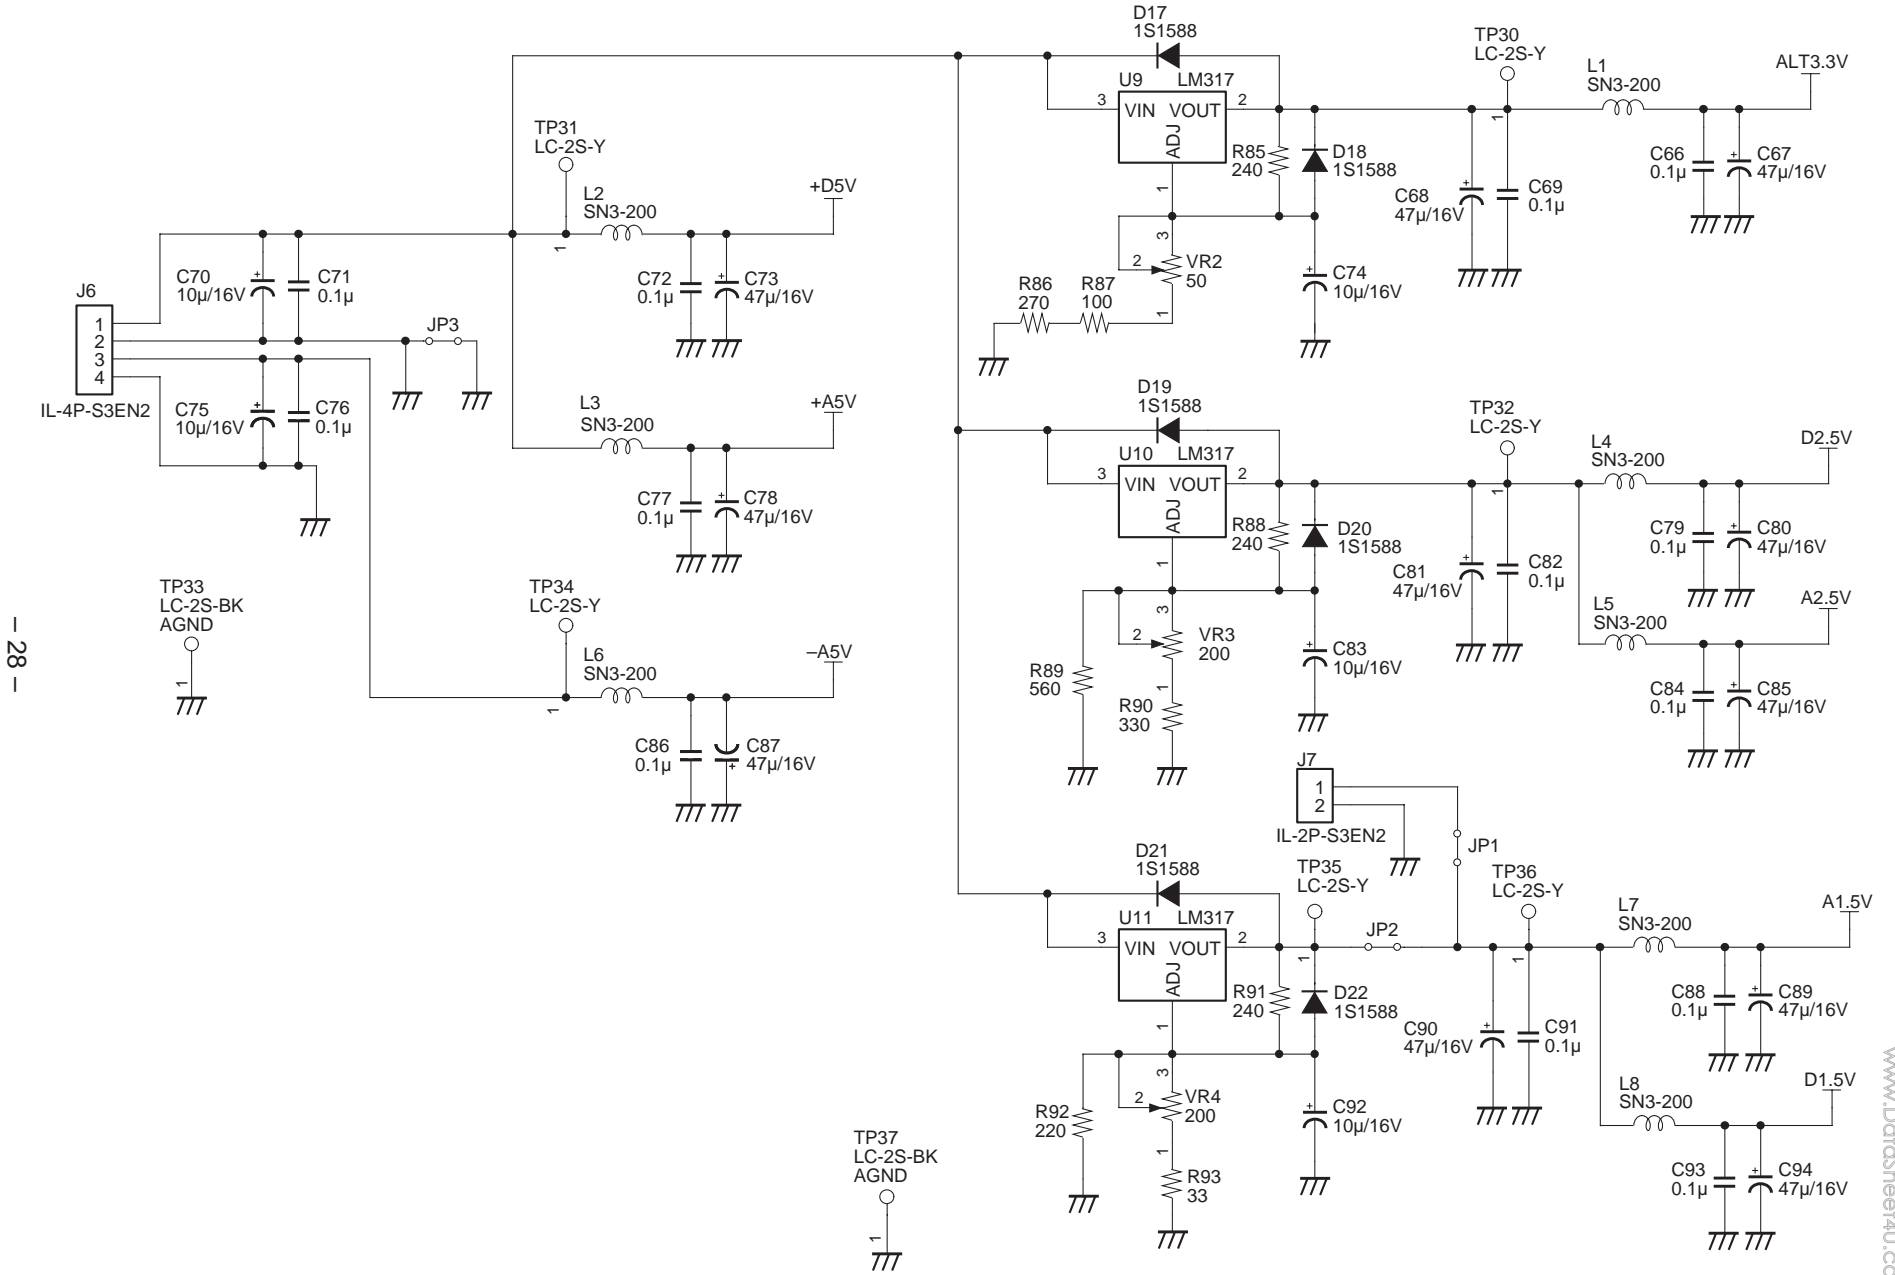 D17
1S1588
U9 LM317
3 VIN VOUT 2
ADJ
1
R85
240
D18
1S1588
3
2
VR2
50
1
R86
270
R87
100
C74
10µ/16V
TP30
LC-2S-Y
1
C68
47µ/16V
C69
0.1µ
L1
SN3-200
ALT3.3V
C66
0.1µ
C67
47µ/16V
TP31
LC-2S-Y
1
L2
SN3-200
+D5V
C70
10µ/16V
C71
0.1µ
C72
0.1µ
C73
47µ/16V
J6
1
2
3
4
IL-4P-S3EN2
JP3
C75
10µ/16V
C76
0.1µ
L3
SN3-200
+A5V
C77
0.1µ
C78
47µ/16V
D19
1S1588
U10 LM317
3 VIN VOUT 2
ADJ
1
R88
240
D20
1S1588
3
2
VR3
200
1
R89
560
R90
330
C83
10µ/16V
TP32
LC-2S-Y
1
C81
47µ/16V
C82
0.1µ
L4
SN3-200
D2.5V
C79
0.1µ
C80
47µ/16V
L5
SN3-200
A2.5V
C84
0.1µ
C85
47µ/16V
TP33
LC-2S-BK
AGND
1
TP34
LC-2S-Y
1
L6
SN3-200
–A5V
C86
0.1µ
C87
47µ/16V
J7
1
2
IL-2P-S3EN2
JP1
D21
1S1588
U11 LM317
3 VIN VOUT 2
ADJ
1
R91
240
TP35
LC-2S-Y
1
JP2
D22
1S1588
3
2
VR4
200
1
R92
220
R93
33
C92
10µ/16V
TP36
LC-2S-Y
1
C90
47µ/16V
C91
0.1µ
L7
SN3-200
A1.5V
C88
0.1µ
C89
47µ/16V
L8
SN3-200
D1.5V
C93
0.1µ
C94
47µ/16V
TP37
LC-2S-BK
AGND
1
– 28 –
www.DataSheet4U.co